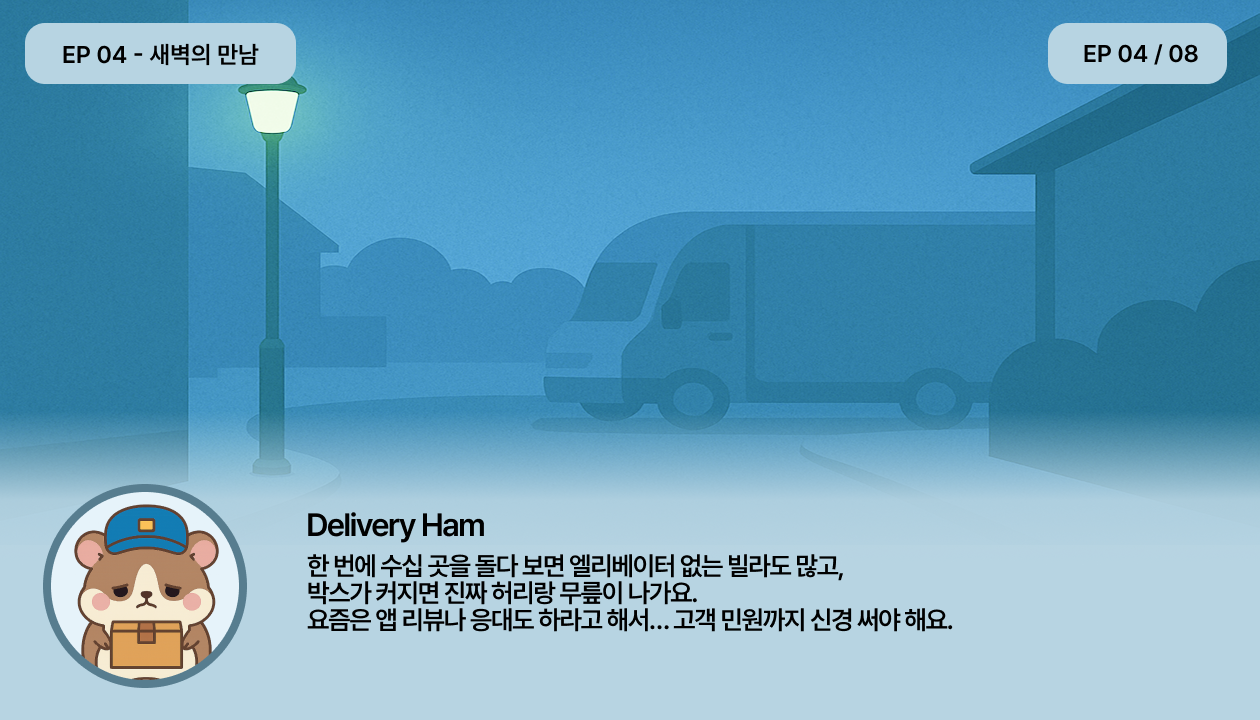 EP 04 - 새벽의 만남
EP 04 / 08
Delivery Ham
한 번에 수십 곳을 돌다 보면 엘리베이터 없는 빌라도 많고,
박스가 커지면 진짜 허리랑 무릎이 나가요.
요즘은 앱 리뷰나 응대도 하라고 해서... 고객 민원까지 신경 써야 해요.